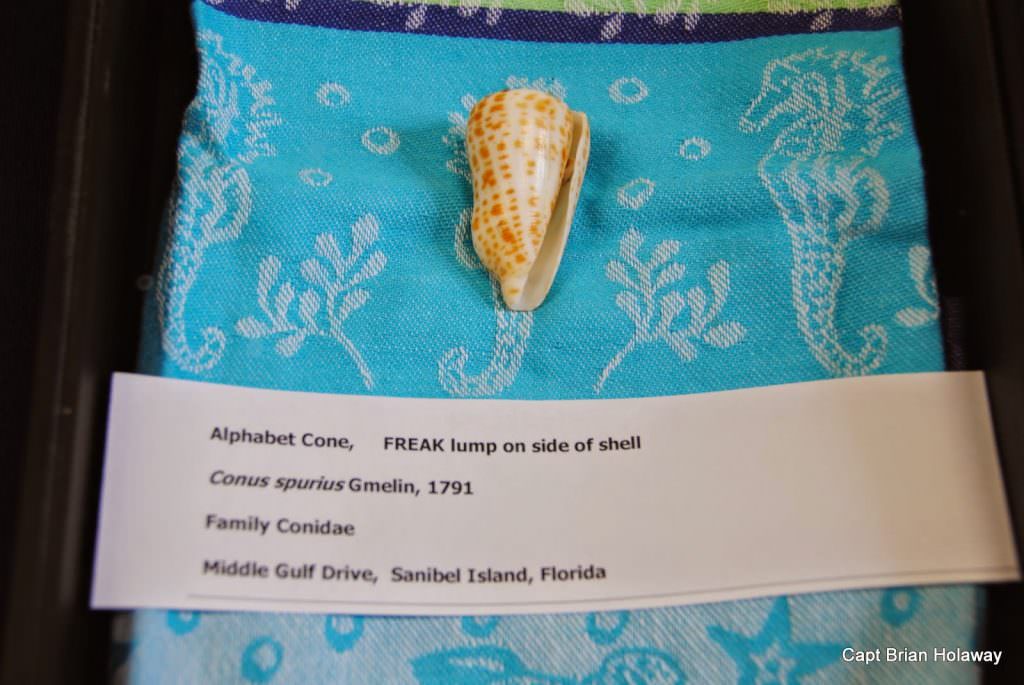 Alphabet Cone, FREAK lump on side of shell
Conus spurius Gmelin, 1791
Family Conidae
Middle Gulf Drive, Sanibel Island, Florida
Capt Brian Holaway